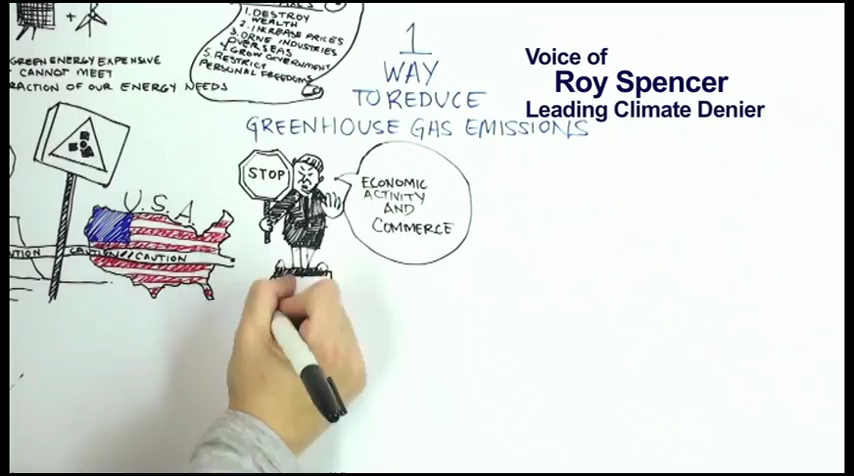 1. DESTROY
WEALTH
2. INCREASE PRICES
3. DRIVE INDUSTRIES
OVERSEAS
4. GROW GOVERNMENT
5. RESTRICT
PERSONAL FREEDOMS
+
GREEN ENERGY EXPENSIVE
CANNOT MEET
RACTION OF OUR ENERGY NEEDS
1
WAY
TO REDUCE
GREENHOUSE GAS EMISSIONS
Voice of
Roy Spencer
Leading Climate Denier
STOP
ECONOMIC
ACTIVITY
AND
COMMERCE
U.S.A.
CAUTION CAUTION//CAUTION